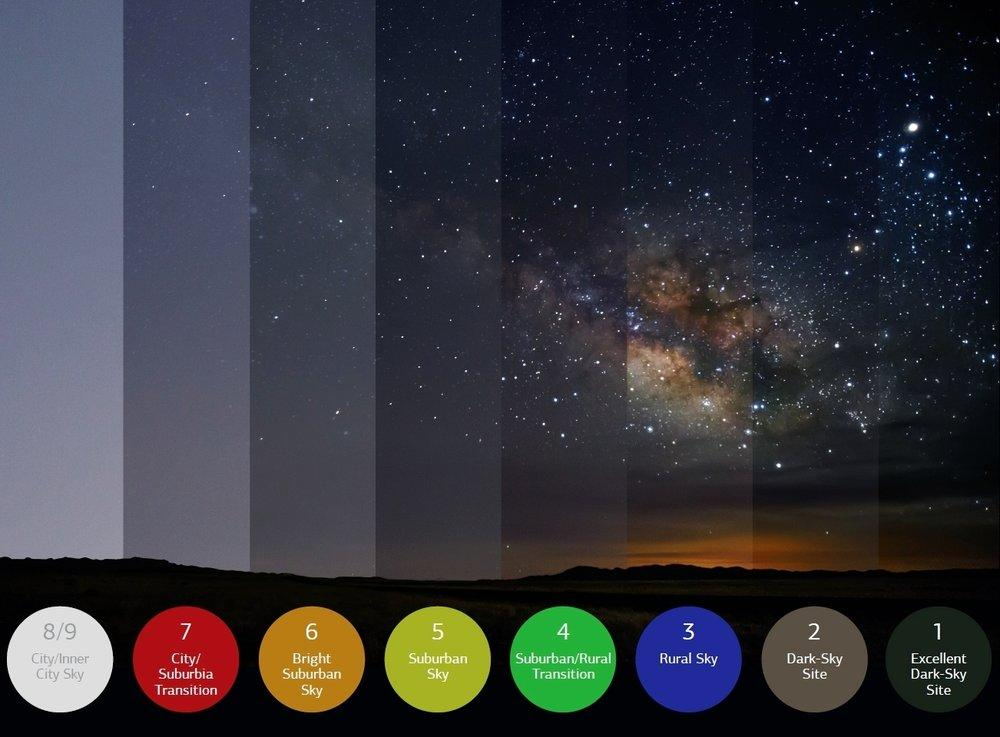 8/9
City/Inner
City Sky
7
City/
Suburbia
Transition
6
Bright
Suburban
Sky
5
Suburban
Sky
4
Suburban/Rural
Transition
3
Rural Sky
2
Dark-Sky
Site
1
Excellent
Dark-Sky
Site